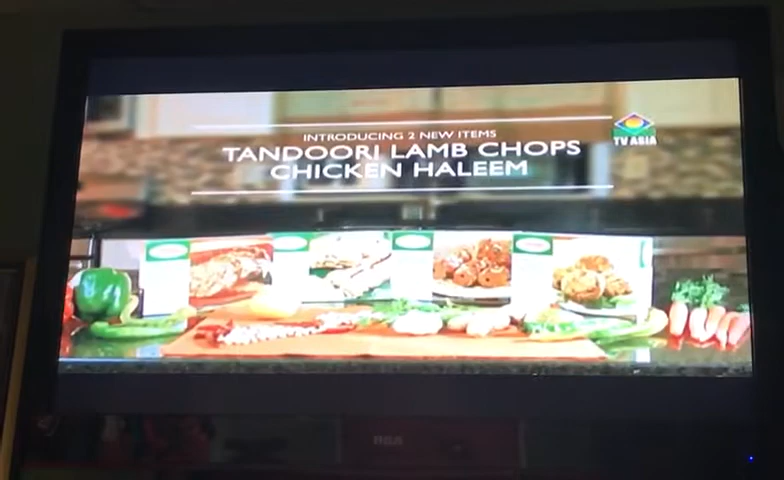 INTRODUCING 2 NEW ITEMS
TANDOORI LAMB CHOPS
CHICKEN HALEEM
TV ASIA
RCA